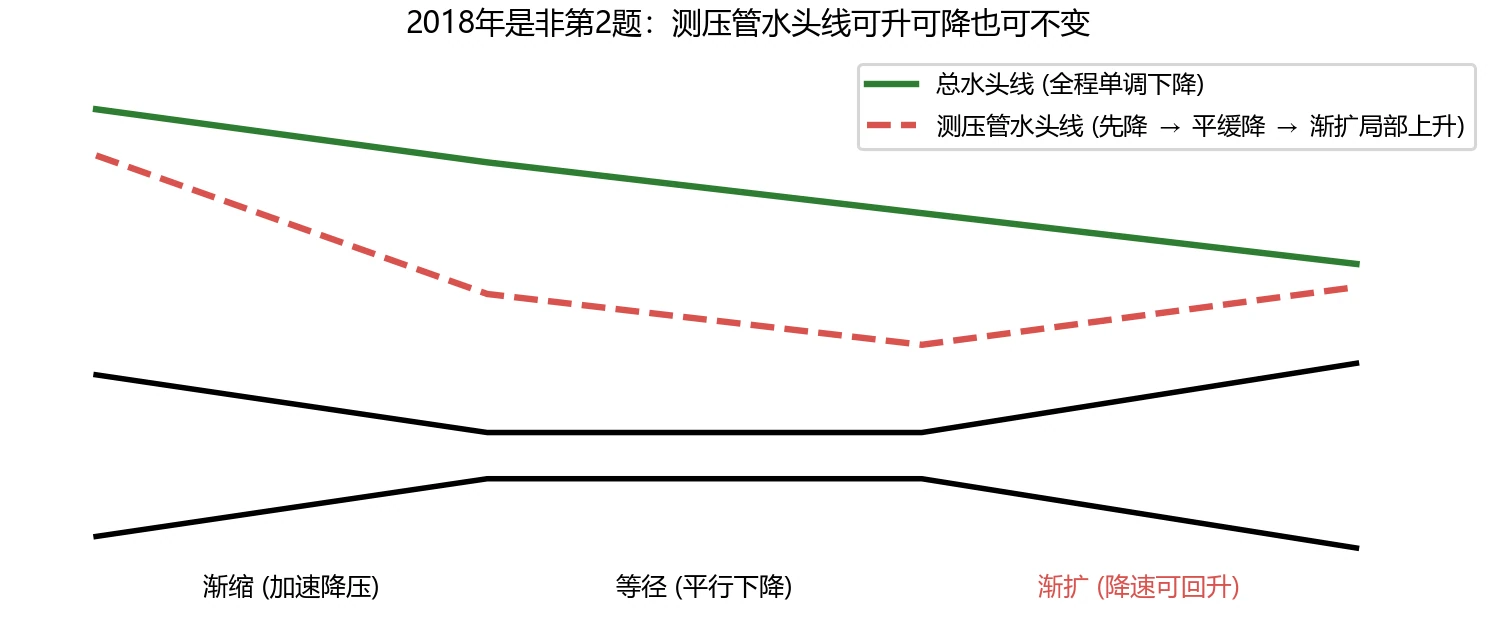 2018年是非第2题：测压管水头线可升可降也可不变
总水头线 (全程单调下降)
测压管水头线 (先降 → 平缓降 → 渐扩局部上升)
渐缩 (加速降压)
等径 (平行下降)
渐扩 (降速可回升)